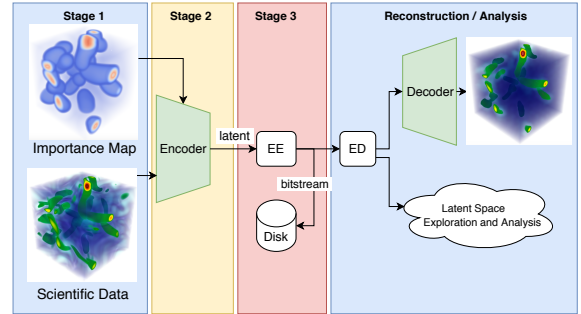 Stage 1
Stage 2
Stage 3
Reconstruction / Analysis
Importance Map
Scientific Data
Encoder
latent
EE
bitstream
Disk
ED
Decoder
Latent Space
Exploration and Analysis